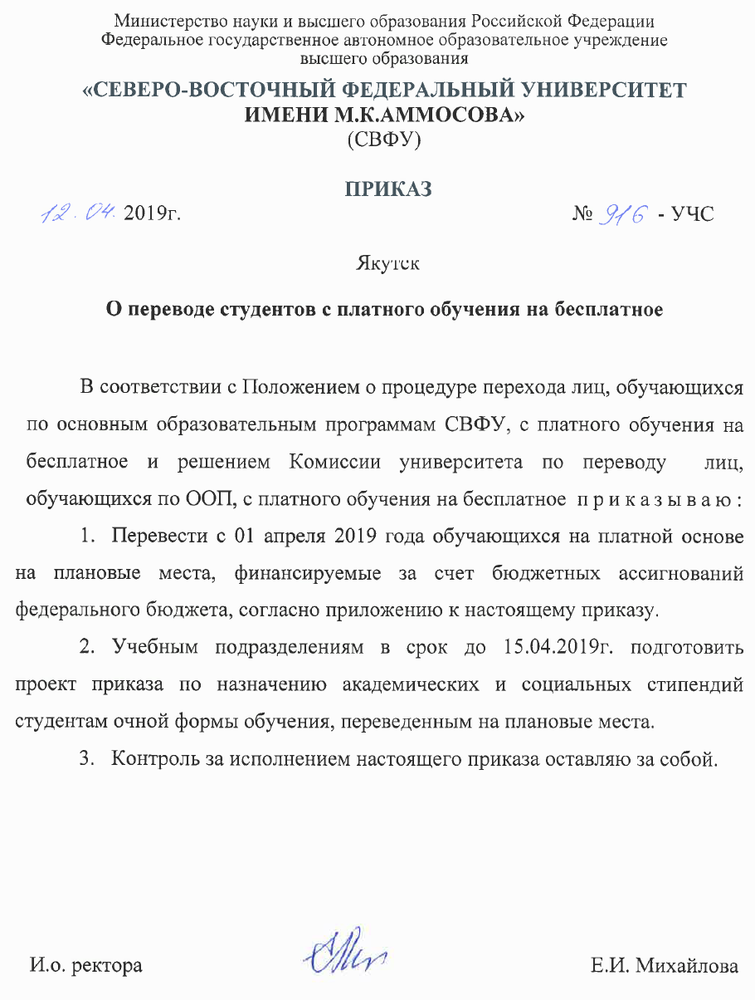 Министерство науки и высшего образования Российской Федерации
Федеральное государственное автономное образовательное учреждение
высшего образования
«СЕВЕРО-ВОСТОЧНЫЙ ФЕДЕРАЛЬНЫЙ УНИВЕРСИТЕТ
ИМЕНИ М.К.АММОСОВА»
(СВФУ)
ПРИКАЗ
12. 04. 2019г. № 916 - УЧС
Якутск
О переводе студентов с платного обучения на бесплатное
В соответствии с Положением о процедуре перехода лиц, обучающихся
по основным образовательным программам СВФУ, с платного обучения на
бесплатное и решением Комиссии университета по переводу лиц,
обучающихся по ООП, с платного обучения на бесплатное п р и к а з ы в а ю :
1. Перевести с 01 апреля 2019 года обучающихся на платной основе
на плановые места, финансируемые за счет бюджетных ассигнований
федерального бюджета, согласно приложению к настоящему приказу.
2. Учебным подразделениям в срок до 15.04.2019г. подготовить
проект приказа по назначению академических и социальных стипендий
студентам очной формы обучения, переведенным на плановые места.
3. Контроль за исполнением настоящего приказа оставляю за собой.
И.о. ректора Е.И. Михайлова